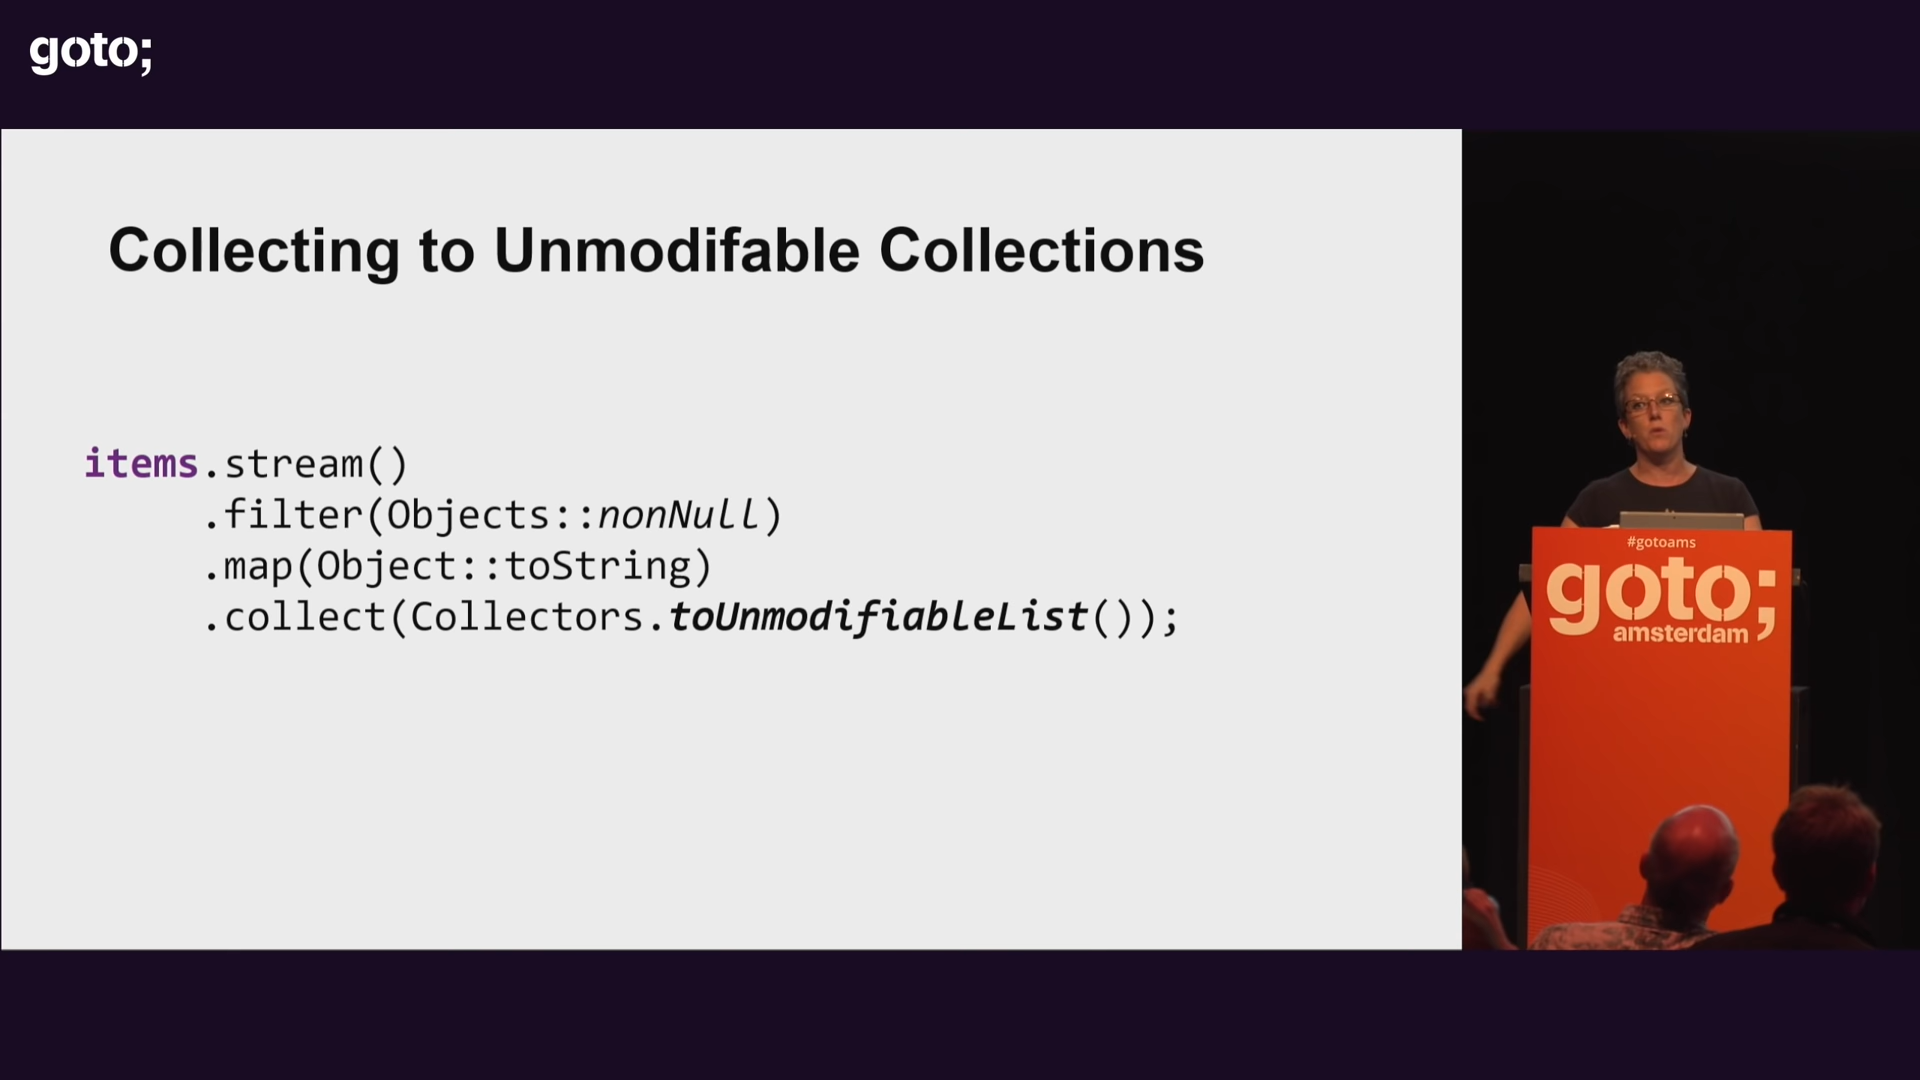 goto;
Collecting to Unmodifable Collections
items.stream()
.filter(Objects::nonNull)
.map(Object::toString)
.collect(Collectors.toUnmodifiableList());
#gotoams
goto;
amsterdam